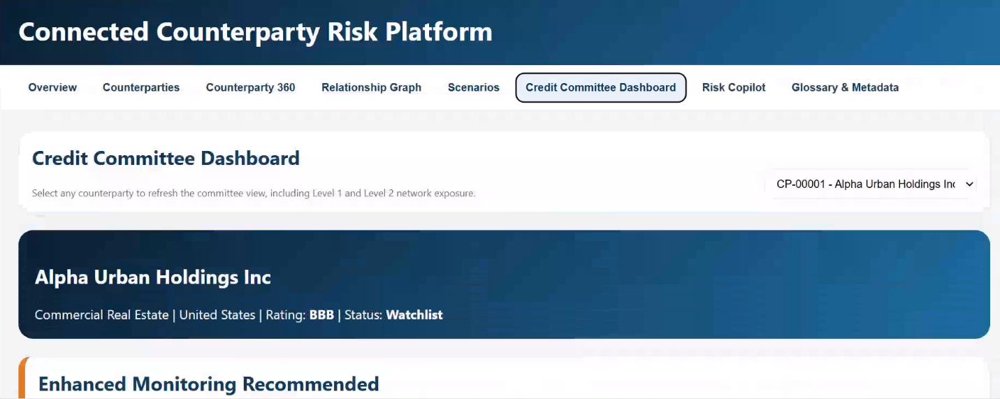 Connected Counterparty Risk Platform
Overview Counterparties Counterparty 360 Relationship Graph Scenarios Credit Committee Dashboard Risk Copilot Glossary & Metadata
Credit Committee Dashboard
Select any counterparty to refresh the committee view, including Level 1 and Level 2 network exposure.
CP-00001 - Alpha Urban Holdings Inc
Alpha Urban Holdings Inc
Commercial Real Estate | United States | Rating: BBB | Status: Watchlist
Enhanced Monitoring Recommended